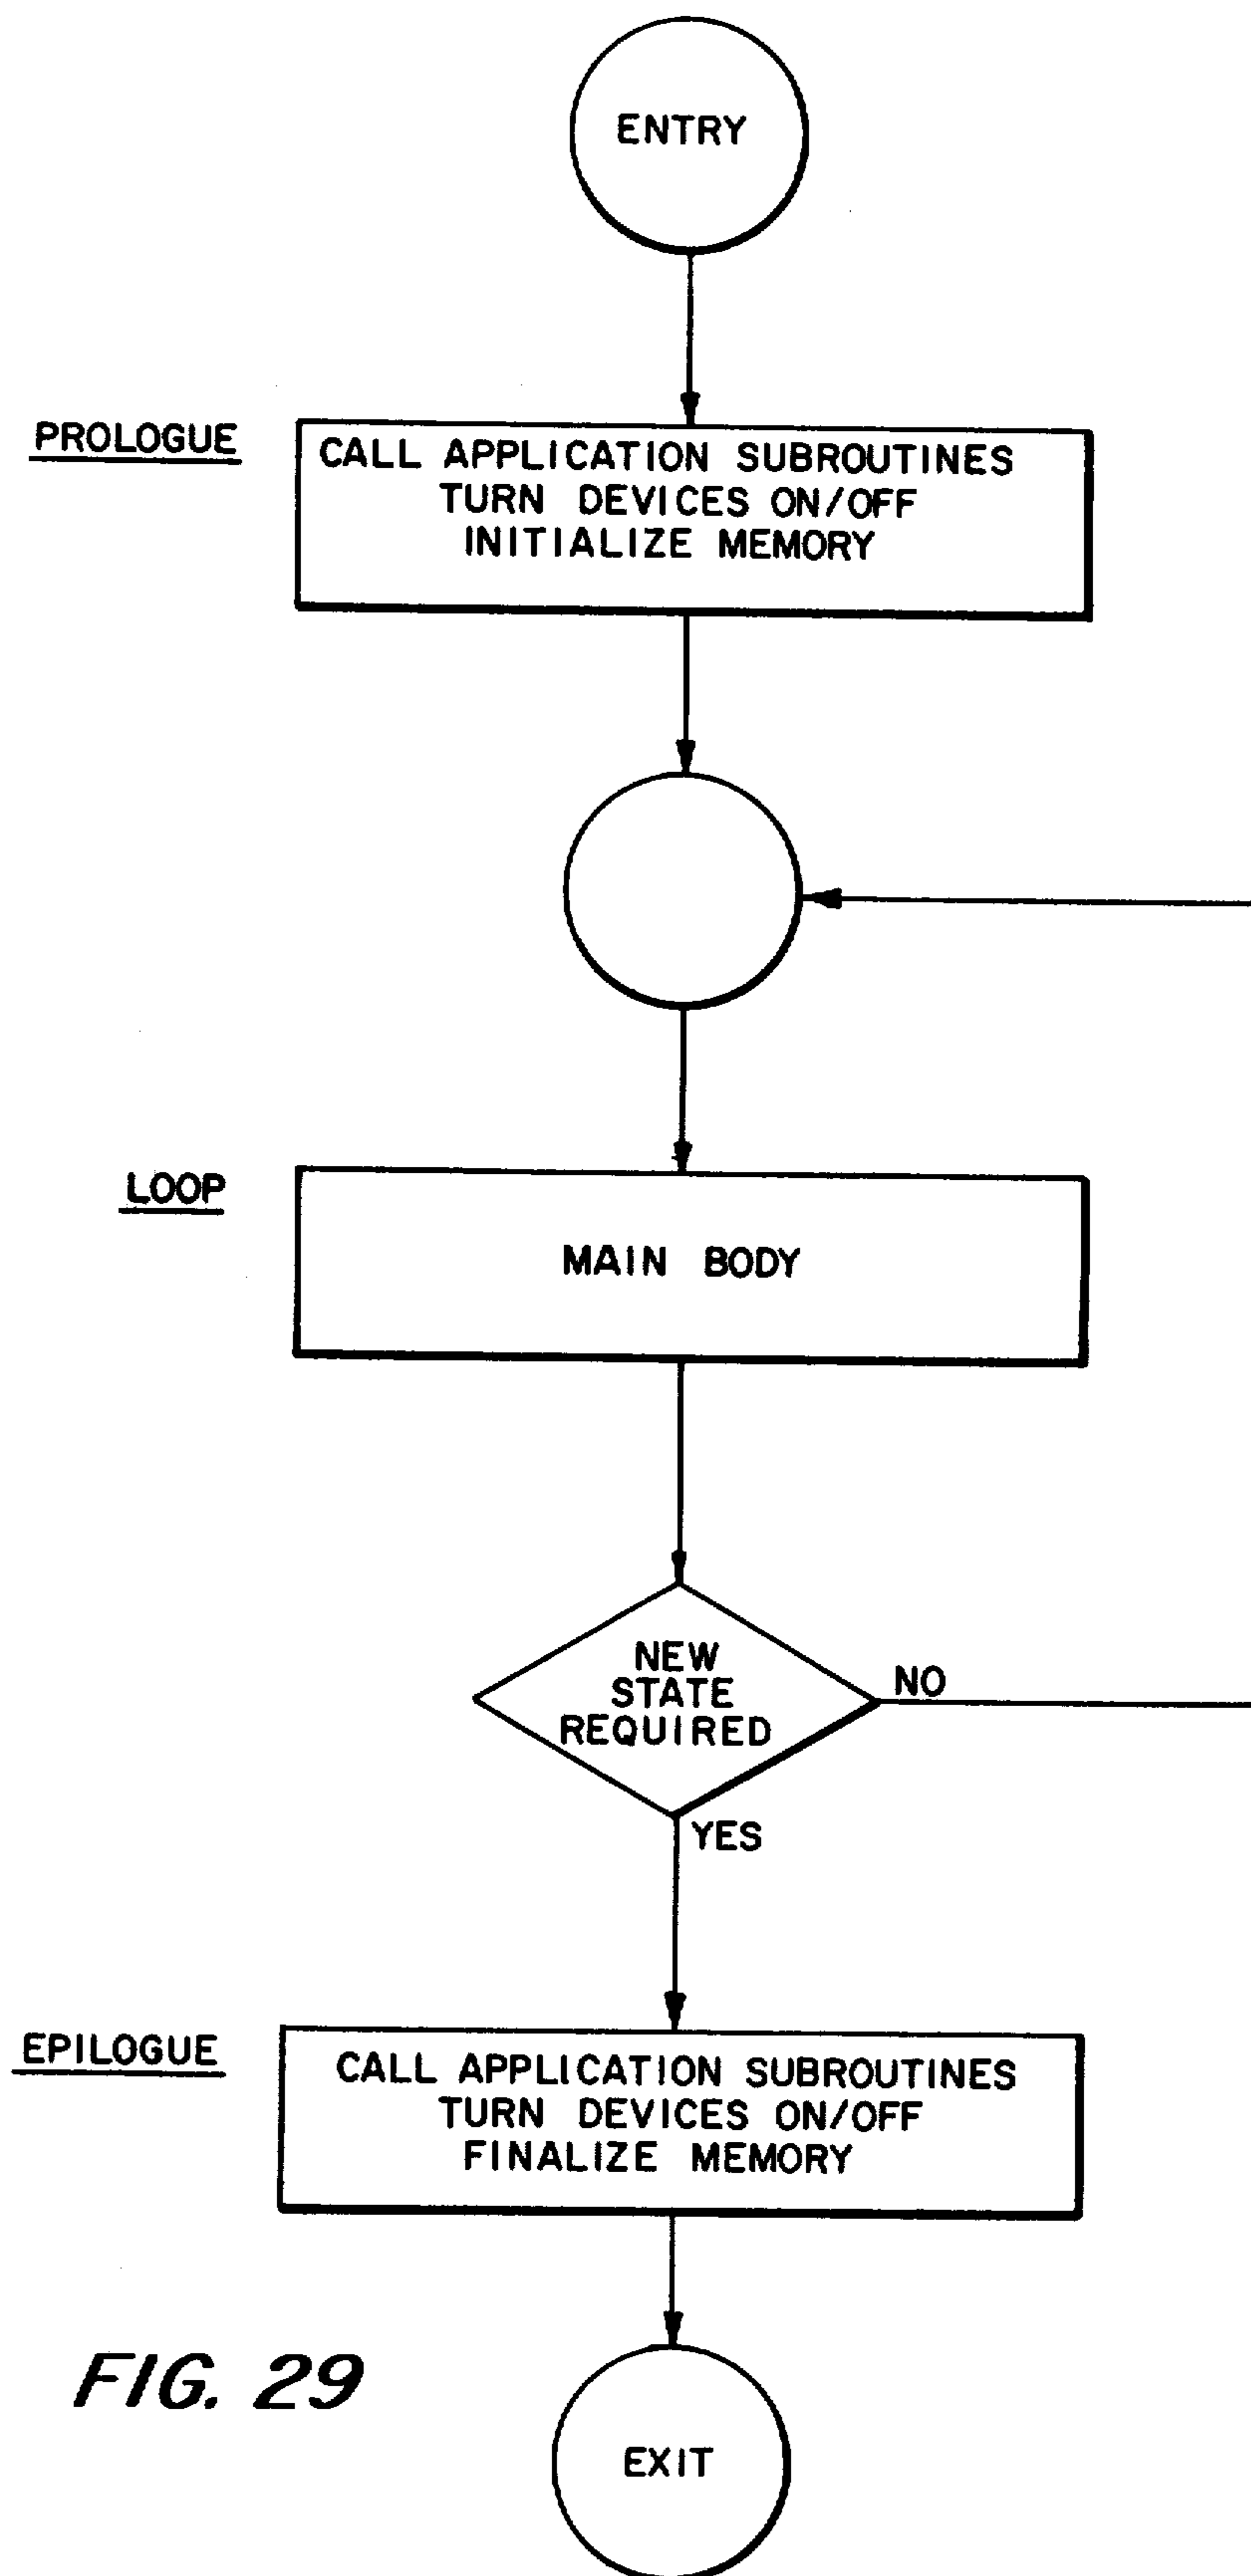 ENTRY
PROLOGUE
CALL APPLICATION SUBROUTINES
TURN DEVICES ON/OFF
INITIALIZE MEMORY
LOOP
MAIN BODY
NEW
STATE
REQUIRED
NO
YES
EPILOGUE
CALL APPLICATION SUBROUTINES
TURN DEVICES ON/OFF
FINALIZE MEMORY
EXIT
FIG. 29